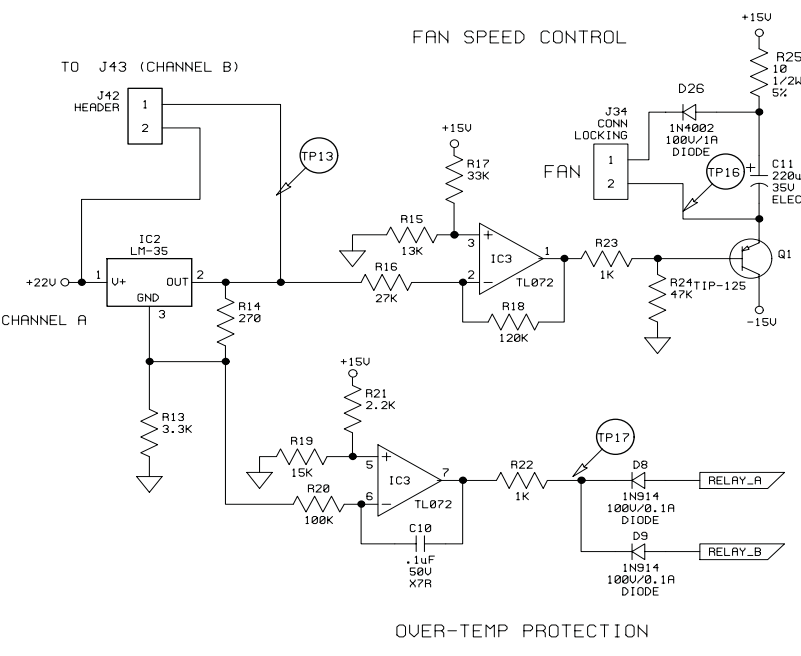 FAN SPEED CONTROL
+15V
R25
10
1/2W
5%
TO J43 (CHANNEL B)
J42
HEADER
1
2
D26
1N4002
100V/1A
DIODE
J34
CONN
LOCKING
1
2
FAN
TP16
+
C11
220u
35V
ELEC
TP13
+15V
R17
33K
R15
13K
3
+
IC3
1
TL072
2
-
R16
27K
R18
120K
R23
1K
R24
47K
TIP-125
Q1
-15V
IC2
LM-35
+22V
1
V+
OUT
2
GND
3
CHANNEL A
R14
270
R13
3.3K
+15V
R21
2.2K
R19
15K
5
+
IC3
7
TL072
6
-
R20
100K
C10
.1uF
50V
X7R
R22
1K
TP17
D8
1N914
100V/0.1A
DIODE
RELAY_A
D9
1N914
100V/0.1A
DIODE
RELAY_B
OVER-TEMP PROTECTION